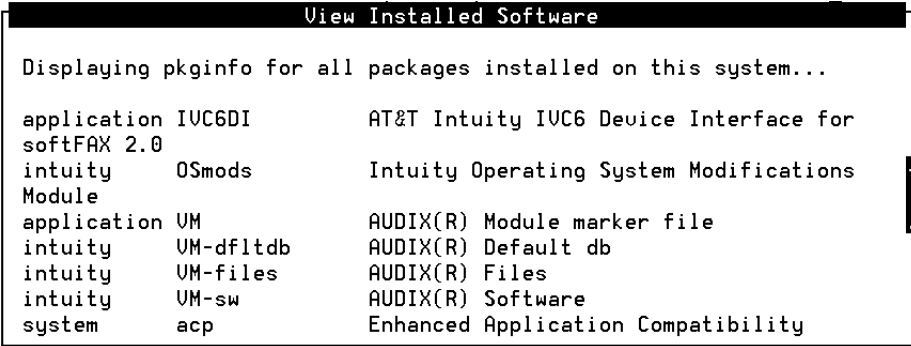 View Installed Software
Displaying pkginfo for all packages installed on this system...
application IVC6DI AT&T Intuity IVC6 Device Interface for
softFAX 2.0
intuity OSmods Intuity Operating System Modifications
Module
application VM AUDIX(R) Module marker file
intuity VM-dfltdb AUDIX(R) Default db
intuity VM-files AUDIX(R) Files
intuity VM-sw AUDIX(R) Software
system acp Enhanced Application Compatibility